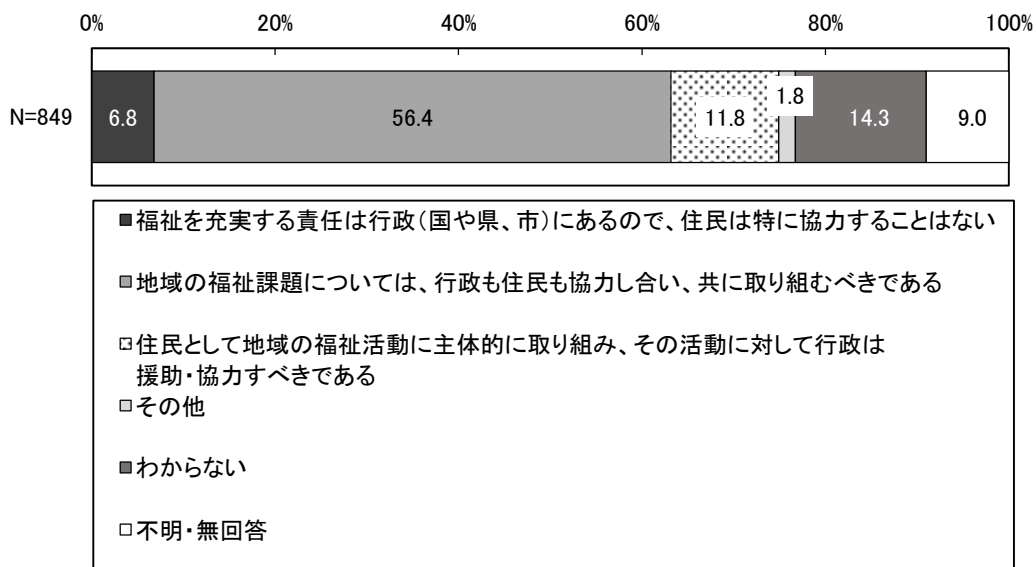 0% 20% 40% 60% 80% 100%
N=849 6.8 56.4 11.8 1.8 14.3 9.0
■福祉を充実する責任は行政(国や県、市)にあるので、住民は特に協力することはない
■地域の福祉課題については、行政も住民も協力し合い、共に取り組むべきである
□住民として地域の福祉活動に主体的に取り組み、その活動に対して行政は
援助・協力すべきである
□その他
■わからない
□不明・無回答